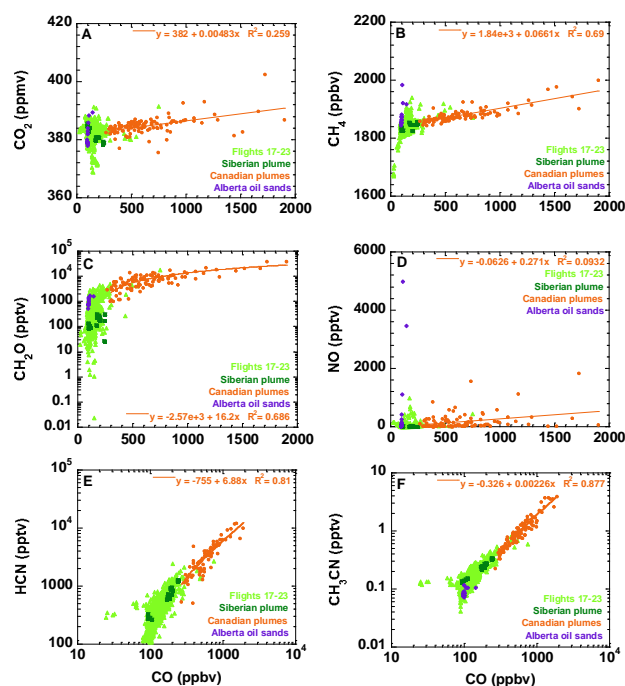 A
y = 382 + 0.00483x R² = 0.259
CO₂ (ppmv)
420
400
380
360
0 500 1000 1500 2000
Flights 17-23
Siberian plume
Canadian plumes
Alberta oil sands
B
y = 1.84e+3 + 0.0661x R² = 0.69
CH₄ (ppbv)
2200
2000
1800
1600
0 500 1000 1500 2000
Flights 17-23
Siberian plume
Canadian plumes
Alberta oil sands
C
CH₂O (pptv)
10⁵
10⁴
1000
100
10
1
0.1
0.01
0 500 1000 1500 2000
Flights 17-23
Siberian plume
Canadian plumes
Alberta oil sands
y = -2.57e+3 + 16.2x R² = 0.686
D
y = -0.0626 + 0.271x R² = 0.0932
NO (pptv)
6000
4000
2000
0
0 500 1000 1500 2000
Flights 17-23
Siberian plume
Canadian plumes
Alberta oil sands
E
y = -755 + 6.88x R² = 0.81
HCN (pptv)
10⁵
10⁴
1000
100
10 100 1000 10⁴
CO (ppbv)
Flights 17-23
Siberian plume
Canadian plumes
Alberta oil sands
F
y = -0.326 + 0.00226x R² = 0.877
CH₃CN (ppbv)
10
1
0.1
0.01
10 100 1000 10⁴
CO (ppbv)
Flights 17-23
Siberian plume
Canadian plumes
Alberta oil sands